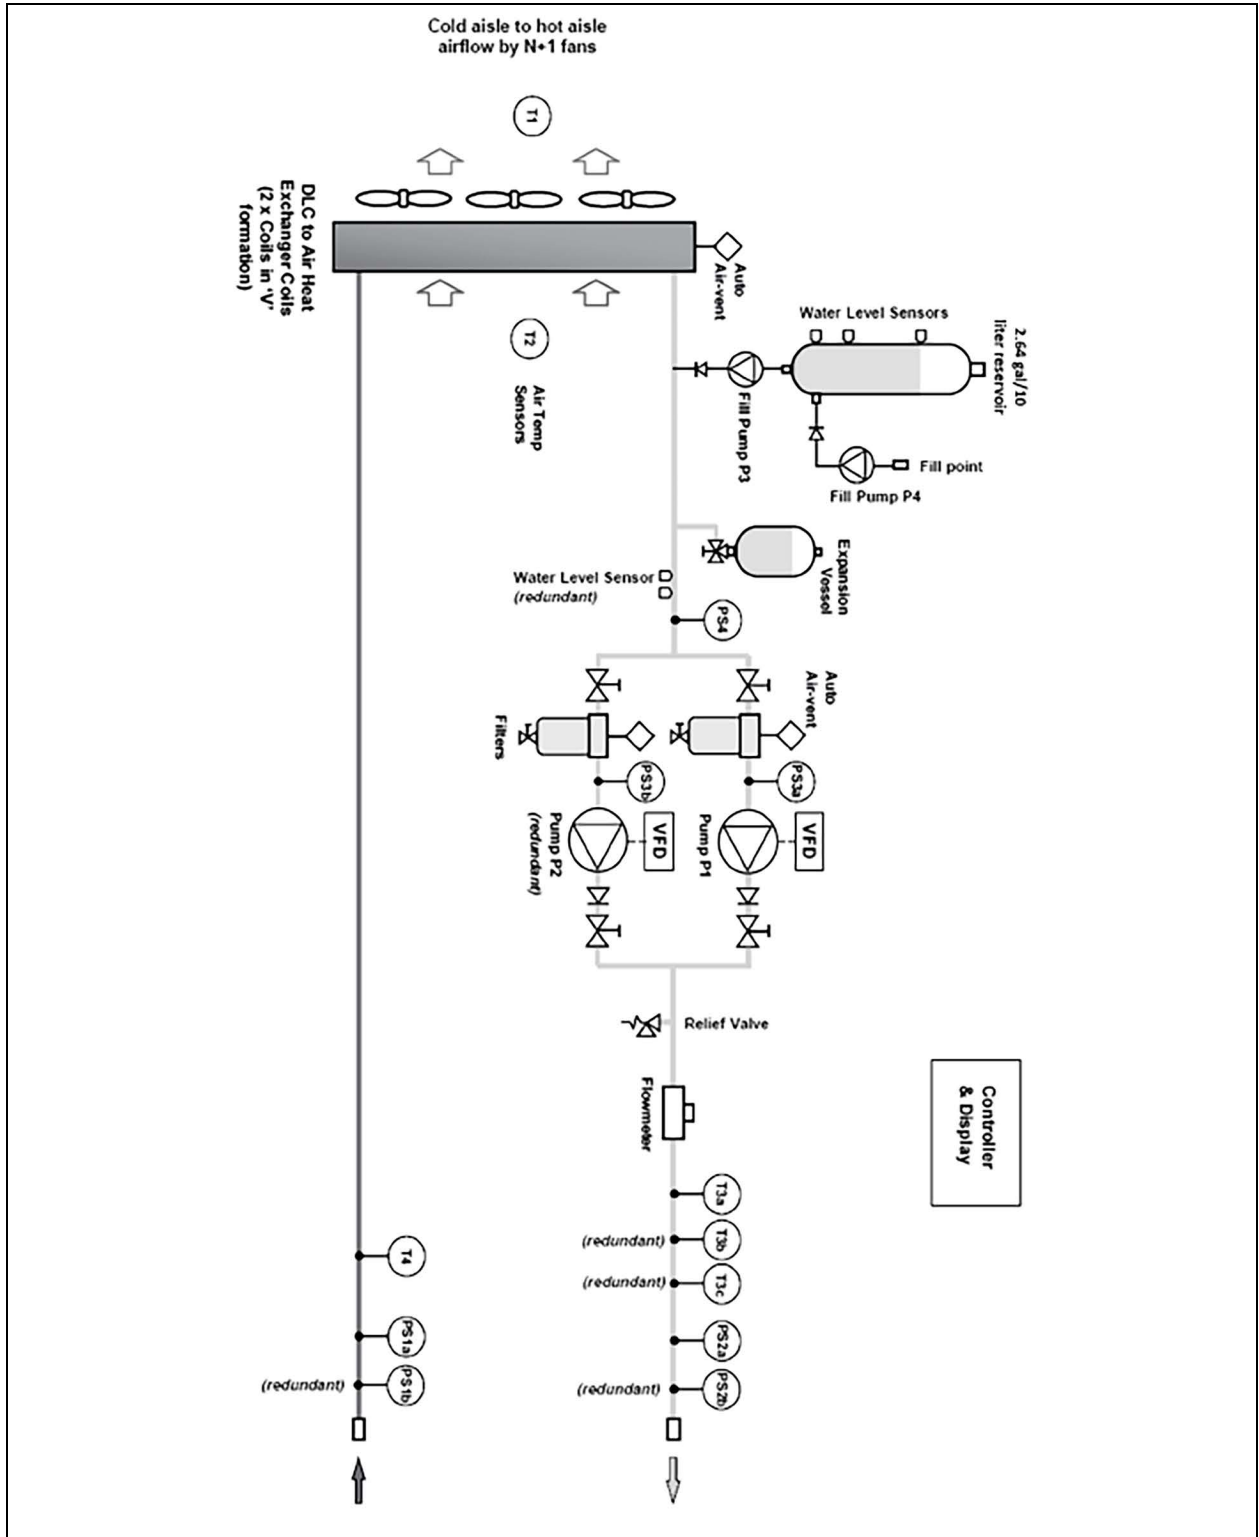 Cold aisle to hot aisle
airflow by N+1 fans
T1
DLC to Air Heat
Exchanger Coils
(2 x Coils in 'V'
formation)
Auto
Air-vent
T2
Air Temp
Sensors
Water Level Sensors
2.64 gal/10
liter reservoir
Fill Pump P3
Fill point
Fill Pump P4
Expansion
Vessel
Water Level Sensor
(redundant)
PS4
Auto
Air-vent
Filters
PS3b
PS3a
VFD
VFD
Pump P2
(redundant)
Pump P1
Relief Valve
Flowmeter
Controller
& Display
T3a
(redundant)
T3b
(redundant)
T3c
T4
PS1a
PS2a
(redundant)
PS1b
(redundant)
PS2b